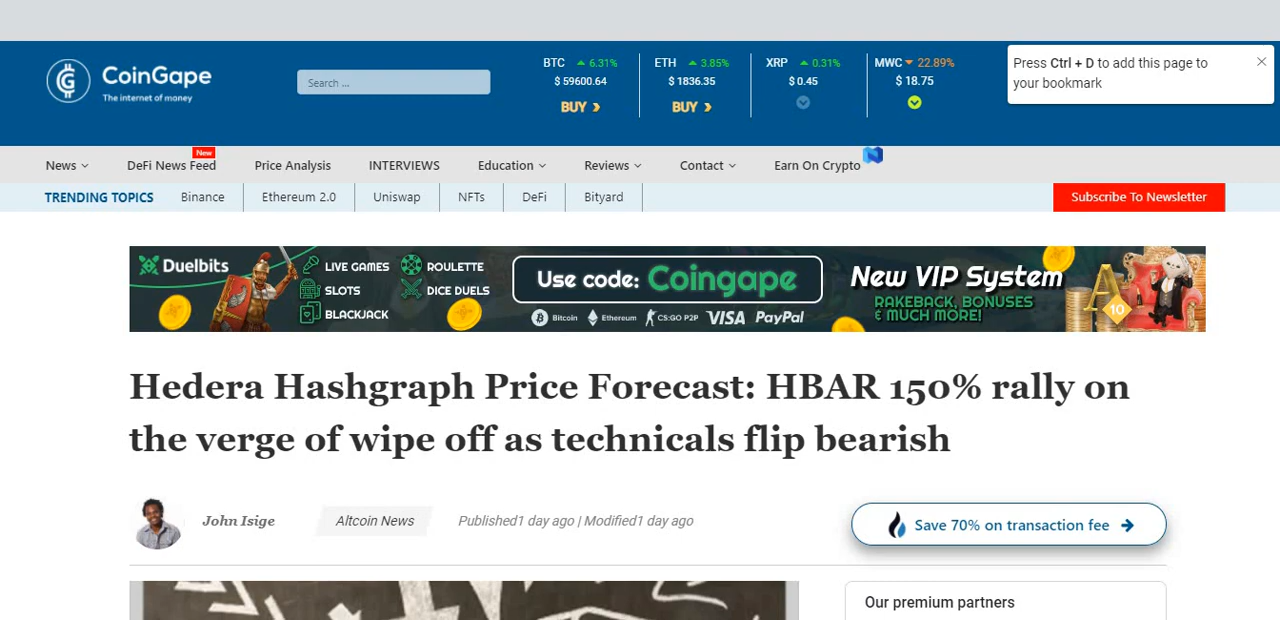 CoinGape
The internet of money
Search ...
BTC 6.31%
$ 59600.64
BUY
ETH 3.85%
$ 1836.35
BUY
XRP 0.31%
$ 0.45
MWC 22.89%
$ 18.75
Press Ctrl + D to add this page to
your bookmark
News
DeFi News Feed
New
Price Analysis
INTERVIEWS
Education
Reviews
Contact
Earn On Crypto
TRENDING TOPICS
Binance
Ethereum 2.0
Uniswap
NFTs
DeFi
Bityard
Subscribe To Newsletter
Duelbits
LIVE GAMES
SLOTS
BLACKJACK
ROULETTE
DICE DUELS
Use code: Coingape
Bitcoin Ethereum CS:GO P2P VISA PayPal
New VIP System
RAKEBACK, BONUSES
& MUCH MORE!
10
Hedera Hashgraph Price Forecast: HBAR 150% rally on
the verge of wipe off as technicals flip bearish
John Isige
Altcoin News
Published1 day ago | Modified1 day ago
Save 70% on transaction fee
Our premium partners